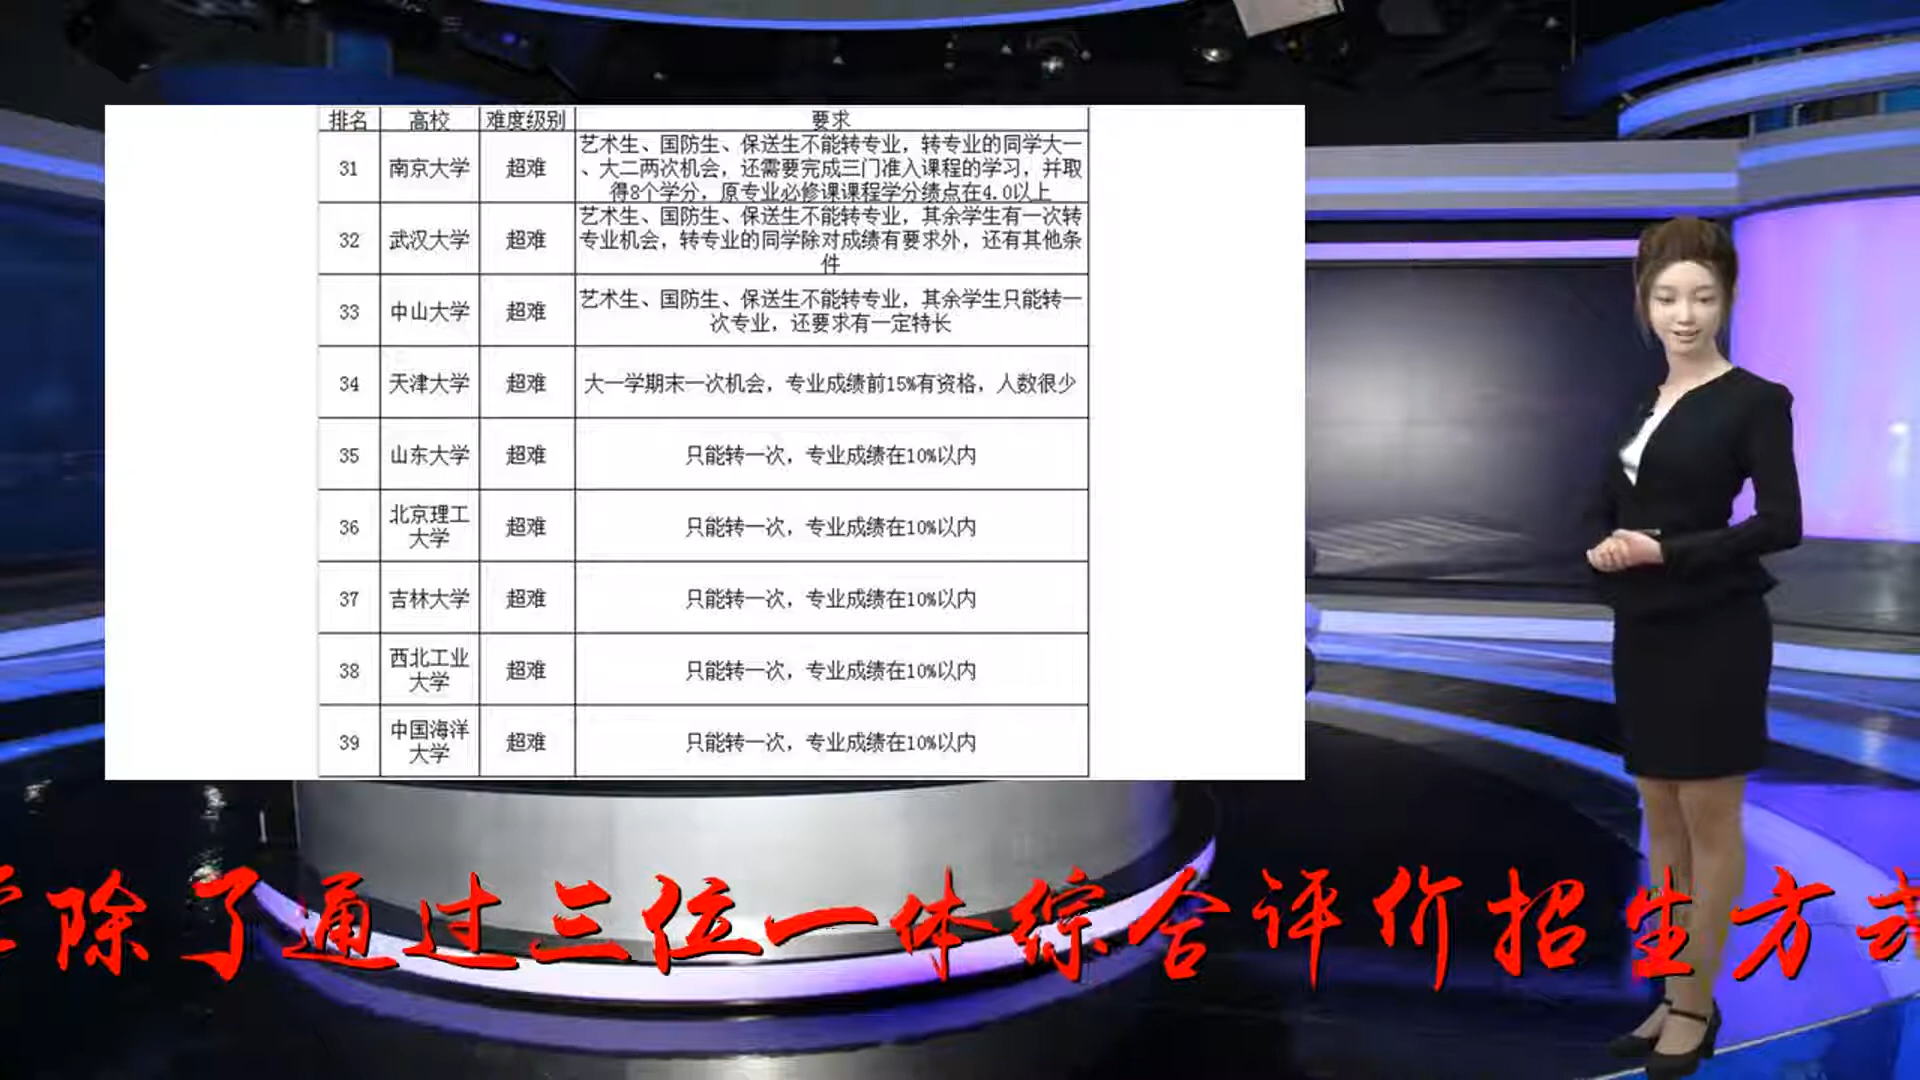 排名 高校 难度级别 要求
31 南京大学 超难 艺术生、国防生、保送生不能转专业，转专业的同学大一
、大二两次机会，还需要完成三门准入课程的学习，并取
得8个学分，原专业必修课课程学分绩点在4.0以上
32 武汉大学 超难 艺术生、国防生、保送生不能转专业，其余学生有一次转
专业机会，转专业的同学除对成绩有要求外，还有其他条
件
33 中山大学 超难 艺术生、国防生、保送生不能转专业，其余学生只能转一
次专业，还要求有一定特长
34 天津大学 超难 大一学期末一次机会，专业成绩前15%有资格，人数很少
35 山东大学 超难 只能转一次，专业成绩在10%以内
36 北京理工
大学 超难 只能转一次，专业成绩在10%以内
37 吉林大学 超难 只能转一次，专业成绩在10%以内
38 西北工业
大学 超难 只能转一次，专业成绩在10%以内
39 中国海洋
大学 超难 只能转一次，专业成绩在10%以内
除了通过三位一体综合评价招生方式